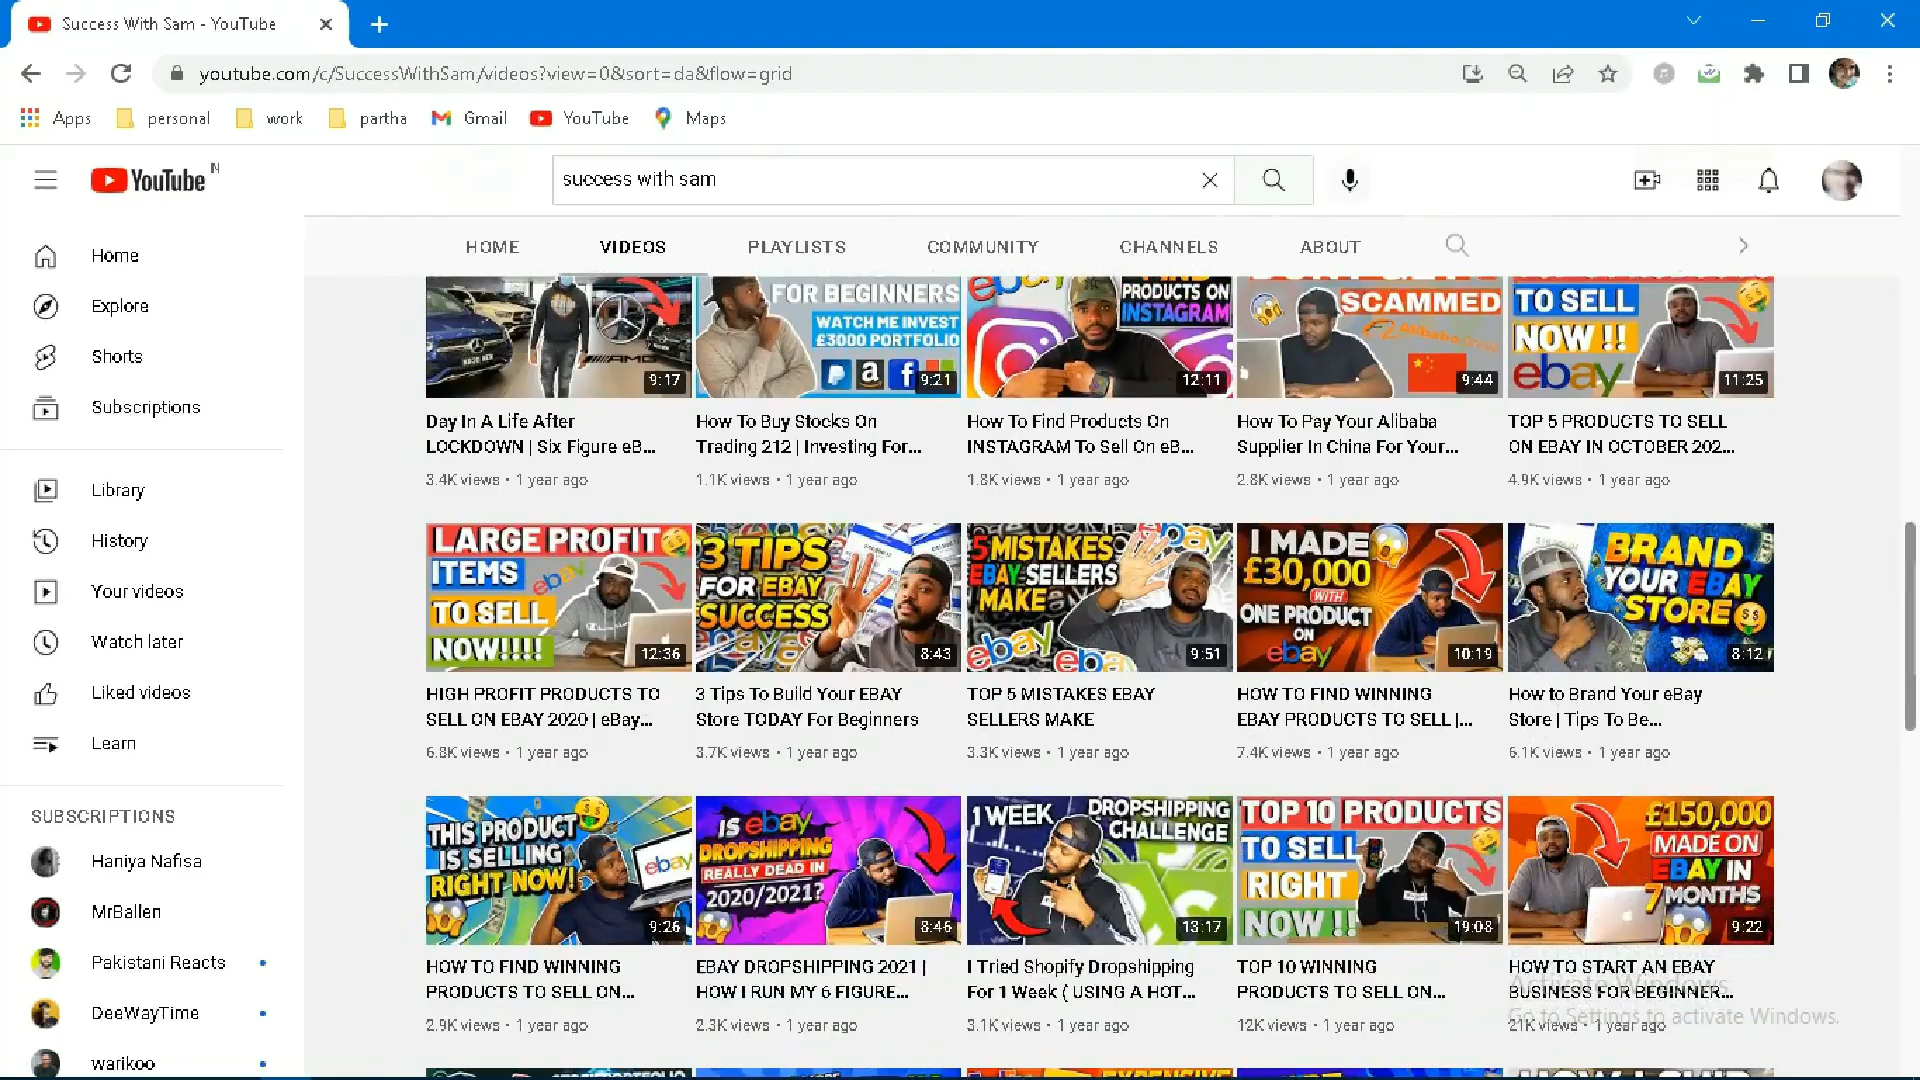 Success With Sam - YouTube
youtube.com/c/SuccessWithSam/videos?view=0&sort=da&flow=grid
Apps personal work partha Gmail YouTube Maps
YouTube IN
success with sam
HOME VIDEOS PLAYLISTS COMMUNITY CHANNELS ABOUT
Home
Explore
Shorts
Subscriptions
Library
History
Your videos
Watch later
Liked videos
Learn
SUBSCRIPTIONS
Haniya Nafisa
MrBallen
Pakistani Reacts
DeeWayTime
warikoo
AMG
9:17
Day In A Life After
LOCKDOWN | Six Figure eB...
3.4K views • 1 year ago
FOR BEGINNERS
WATCH ME INVEST
£3000 PORTFOLIO
9:21
How To Buy Stocks On
Trading 212 | Investing For...
1.1K views • 1 year ago
ebay
FIND
PRODUCTS ON
INSTAGRAM
12:11
How To Find Products On
INSTAGRAM To Sell On eB...
1.8K views • 1 year ago
SCAMMED
Alibaba.com
9:44
How To Pay Your Alibaba
Supplier In China For Your...
2.8K views • 1 year ago
TO SELL
NOW !!
ebay
11:25
TOP 5 PRODUCTS TO SELL
ON EBAY IN OCTOBER 202...
4.9K views • 1 year ago
LARGE PROFIT
ITEMS
ebay
TO SELL
NOW!!!!
12:36
HIGH PROFIT PRODUCTS TO
SELL ON EBAY 2020 | eBay...
6.8K views • 1 year ago
3 TIPS
FOR EBAY
SUCCESS
8:43
3 Tips To Build Your EBAY
Store TODAY For Beginners
3.7K views • 1 year ago
5 MISTAKES
EBAY SELLERS
MAKE
ebay
9:51
TOP 5 MISTAKES EBAY
SELLERS MAKE
3.3K views • 1 year ago
I MADE
£30,000
WITH
ONE PRODUCT
ON
ebay
10:19
HOW TO FIND WINNING
EBAY PRODUCTS TO SELL |...
7.4K views • 1 year ago
BRAND
YOUR EBAY
STORE
8:12
How to Brand Your eBay
Store | Tips To Be...
6.1K views • 1 year ago
THIS PRODUCT
IS SELLING
RIGHT NOW!
ebay
9:26
HOW TO FIND WINNING
PRODUCTS TO SELL ON...
2.9K views • 1 year ago
IS ebay
DROPSHIPPING
REALLY DEAD IN
2020/2021?
8:46
EBAY DROPSHIPPING 2021 |
HOW I RUN MY 6 FIGURE...
2.3K views • 1 year ago
1 WEEK DROPSHIPPING
CHALLENGE
13:17
I Tried Shopify Dropshipping
For 1 Week ( USING A HOT...
3.1K views • 1 year ago
TOP 10 PRODUCTS
TO SELL
RIGHT
NOW !!
19:08
TOP 10 WINNING
PRODUCTS TO SELL ON...
12K views • 1 year ago
£150,000
MADE ON
EBAY IN
7 MONTHS
9:22
HOW TO START AN EBAY
BUSINESS FOR BEGINNER...
21K views • 1 year ago
Activate Windows
Go to Settings to activate Windows.